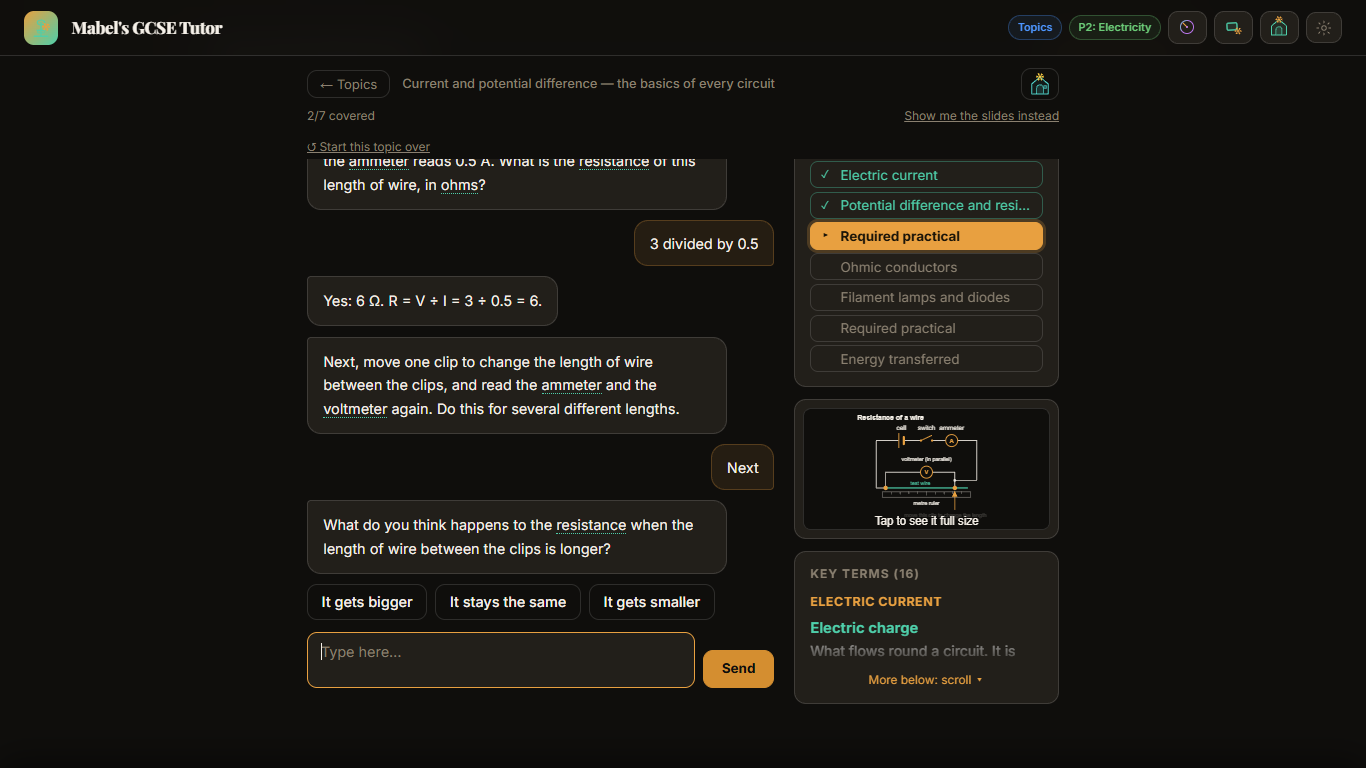 Mabel's GCSE Tutor
Topics
P2: Electricity
← Topics
Current and potential difference — the basics of every circuit
2/7 covered
Show me the slides instead
↺ Start this topic over
the ammeter reads 0.5 A. What is the resistance of this
length of wire, in ohms?
3 divided by 0.5
Yes: 6 Ω. R = V ÷ I = 3 ÷ 0.5 = 6.
Next, move one clip to change the length of wire
between the clips, and read the ammeter and the
voltmeter again. Do this for several different lengths.
Next
What do you think happens to the resistance when the
length of wire between the clips is longer?
It gets bigger
It stays the same
It gets smaller
Type here...
Send
✓ Electric current
✓ Potential difference and resi...
▸ Required practical
Ohmic conductors
Filament lamps and diodes
Required practical
Energy transferred
Resistance of a wire
cell switch ammeter
A
voltmeter (in parallel)
V
test wire
metre ruler
Tap to see it full size
KEY TERMS (16)
ELECTRIC CURRENT
Electric charge
What flows round a circuit. It is
More below: scroll ▾